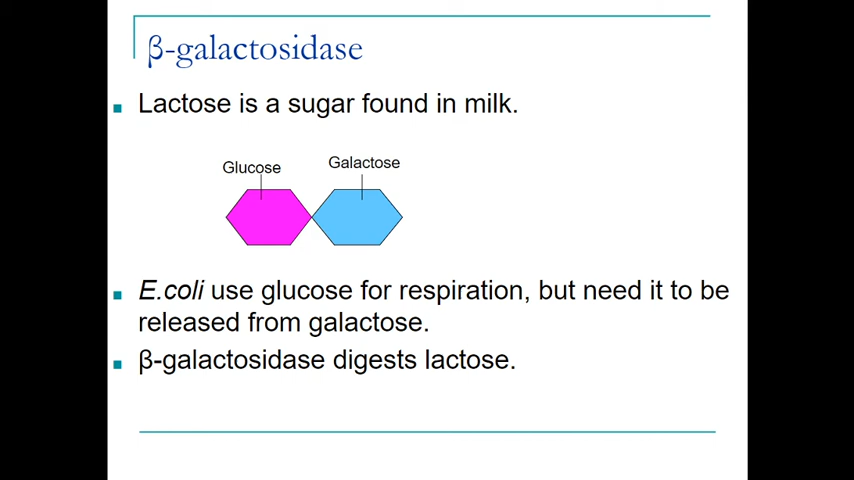 β-galactosidase
Lactose is a sugar found in milk.
Glucose
Galactose
E.coli use glucose for respiration, but need it to be
released from galactose.
β-galactosidase digests lactose.